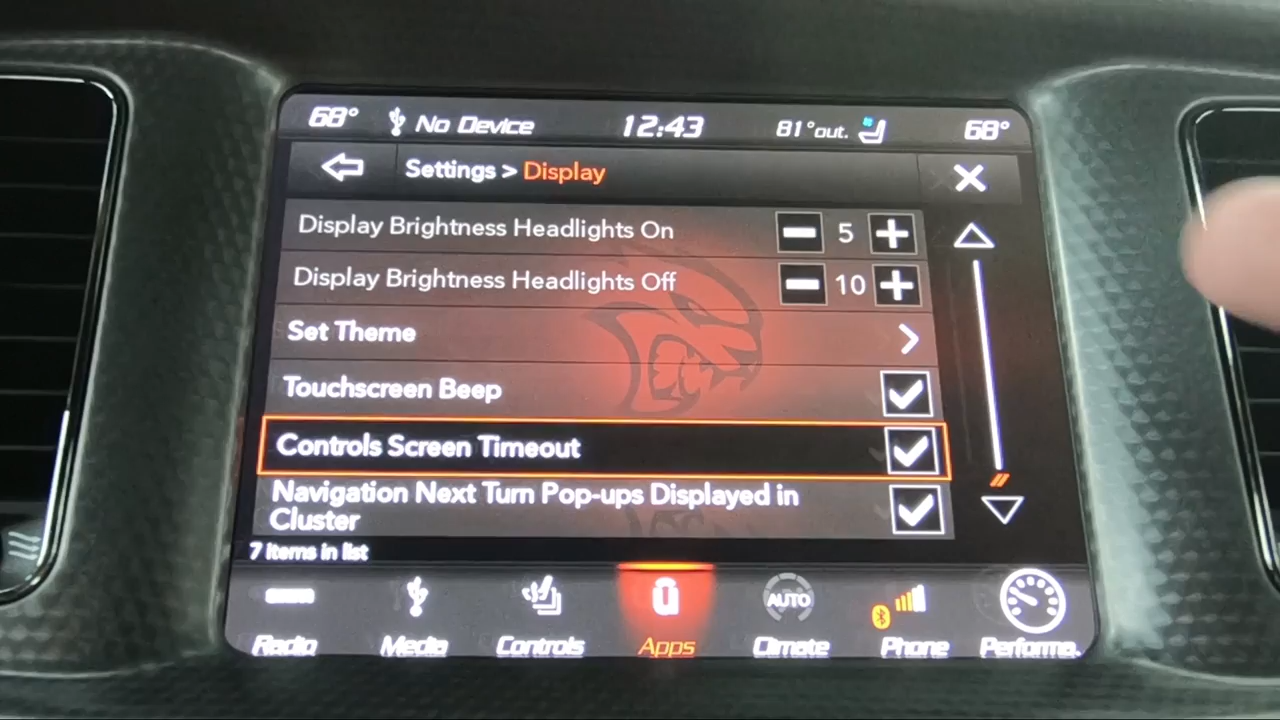 68° No Device 12:43 81°out. 68°
Settings > Display
Display Brightness Headlights On 5
Display Brightness Headlights Off 10
Set Theme
Touchscreen Beep
Controls Screen Timeout
Navigation Next Turn Pop-ups Displayed in
Cluster
7 items in list
AUTO
Radio Media Controls Apps Climate Phone Performa.